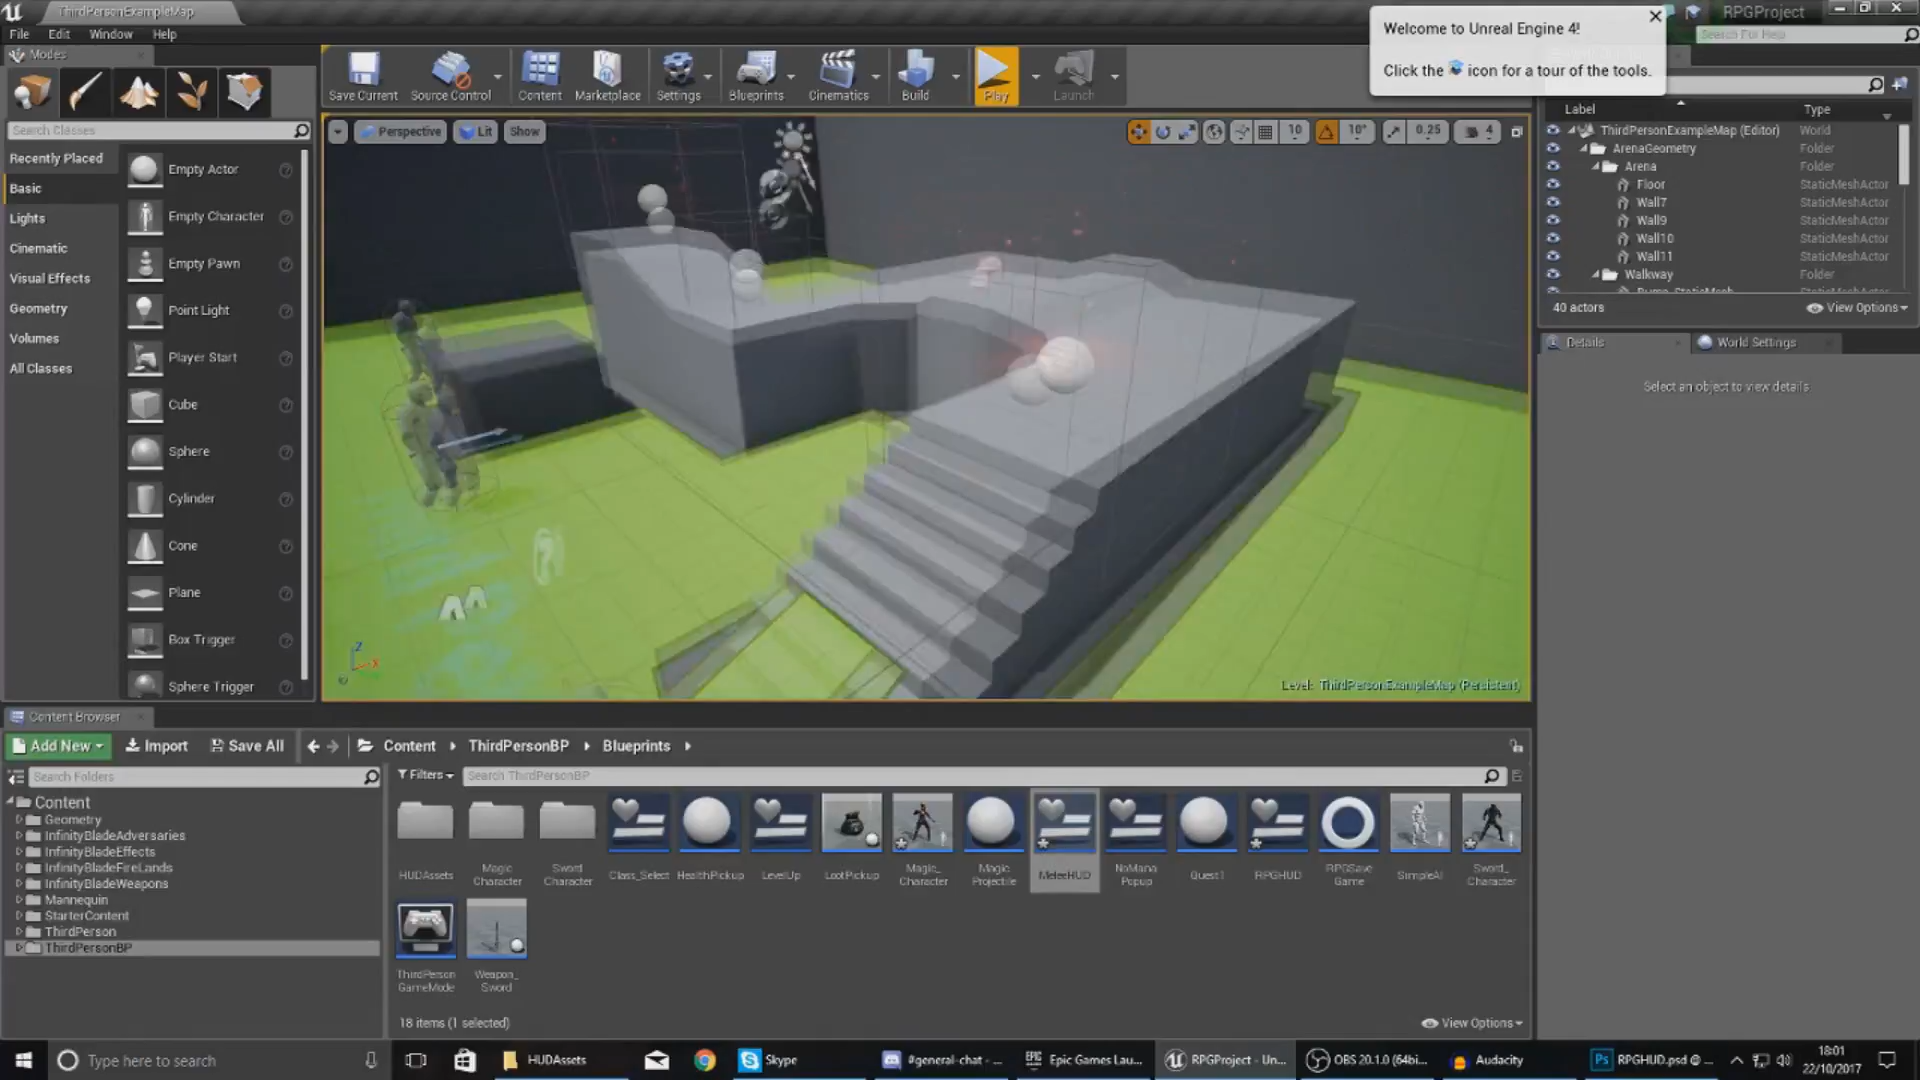 ThirdPersonExampleMap
RPGProject
File Edit Window Help
Search For Help
Welcome to Unreal Engine 4!
Click the icon for a tour of the tools.
Modes
Save Current
Source Control
Content
Marketplace
Settings
Blueprints
Cinematics
Build
Play
Launch
Search Classes
Recently Placed
Basic
Lights
Cinematic
Visual Effects
Geometry
Volumes
All Classes
Empty Actor
Empty Character
Empty Pawn
Point Light
Player Start
Cube
Sphere
Cylinder
Cone
Plane
Box Trigger
Sphere Trigger
Perspective Lit Show
10 10° 0.25 4
Level: ThirdPersonExampleMap (Persistent)
Label Type
ThirdPersonExampleMap (Editor) World
ArenaGeometry Folder
Arena Folder
Floor StaticMeshActor
Wall7 StaticMeshActor
Wall9 StaticMeshActor
Wall10 StaticMeshActor
Wall11 StaticMeshActor
Walkway Folder
Bump_StaticMesh
40 actors View Options
Details World Settings
Select an object to view details
Content Browser
Add New Import Save All Content ThirdPersonBP Blueprints
Search Folders
Filters Search ThirdPersonBP
Content
Geometry
InfinityBladeAdversaries
InfinityBladeEffects
InfinityBladeFireLands
InfinityBladeWeapons
Mannequin
StarterContent
ThirdPerson
ThirdPersonBP
HUDAssets
Magic
Character
Sword
Character
Class_Select
HealthPickup
LevelUp
LootPickup
Magic_
Character
Magic
Projectile
MeleeHUD
NoMana
Popup
Quest1
RPGHUD
RPGSave
Game
SimpleAI
Sword_
Character
ThirdPerson
GameMode
Weapon_
Sword
18 items (1 selected) View Options
Type here to search
HUDAssets
Skype
#general-chat - ...
Epic Games Lau...
RPGProject - Un...
OBS 20.1.0 (64bi...
Audacity
RPGHUD.psd @ ...
18:01
22/10/2017